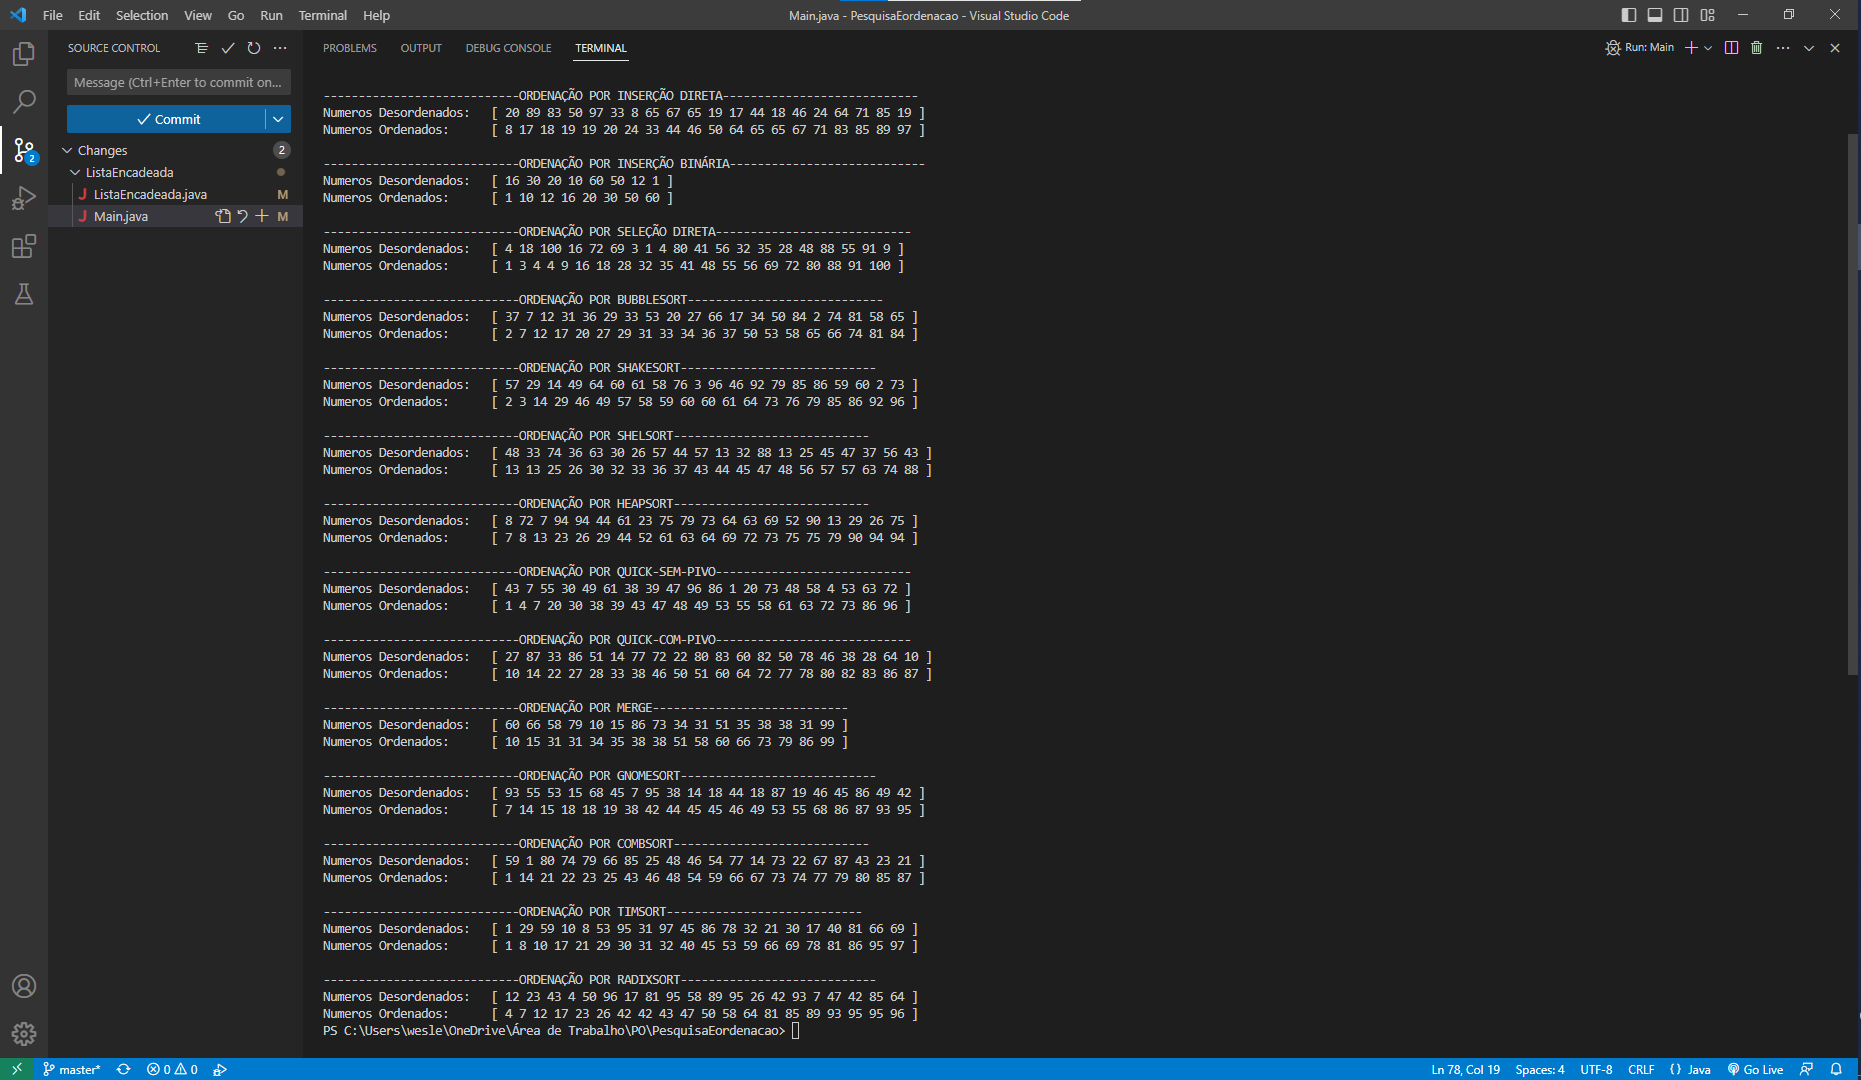 File Edit Selection View Go Run Terminal Help
Main.java - PesquisaEordenacao - Visual Studio Code
SOURCE CONTROL
PROBLEMS OUTPUT DEBUG CONSOLE TERMINAL
Run: Main
Message (Ctrl+Enter to commit on...
Commit
Changes 2
ListaEncadeada
ListaEncadeada.java M
Main.java M
2
----------------------------ORDENAÇÃO POR INSERÇÃO DIRETA----------------------------
Numeros Desordenados: [ 20 89 83 50 97 33 8 65 67 65 19 17 44 18 46 24 64 71 85 19 ]
Numeros Ordenados: [ 8 17 18 19 19 20 24 33 44 46 50 64 65 65 67 71 83 85 89 97 ]
----------------------------ORDENAÇÃO POR INSERÇÃO BINÁRIA----------------------------
Numeros Desordenados: [ 16 30 20 10 60 50 12 1 ]
Numeros Ordenados: [ 1 10 12 16 20 30 50 60 ]
----------------------------ORDENAÇÃO POR SELEÇÃO DIRETA----------------------------
Numeros Desordenados: [ 4 18 100 16 72 69 3 1 4 80 41 56 32 35 28 48 88 55 91 9 ]
Numeros Ordenados: [ 1 3 4 4 9 16 18 28 32 35 41 48 55 56 69 72 80 88 91 100 ]
----------------------------ORDENAÇÃO POR BUBBLESORT----------------------------
Numeros Desordenados: [ 37 7 12 31 36 29 33 53 20 27 66 17 34 50 84 2 74 81 58 65 ]
Numeros Ordenados: [ 2 7 12 17 20 27 29 31 33 34 36 37 50 53 58 65 66 74 81 84 ]
----------------------------ORDENAÇÃO POR SHAKESORT----------------------------
Numeros Desordenados: [ 57 29 14 49 64 60 61 58 76 3 96 46 92 79 85 86 59 60 2 73 ]
Numeros Ordenados: [ 2 3 14 29 46 49 57 58 59 60 60 61 64 73 76 79 85 86 92 96 ]
----------------------------ORDENAÇÃO POR SHELSORT----------------------------
Numeros Desordenados: [ 48 33 74 36 63 30 26 57 44 57 13 32 88 13 25 45 47 37 56 43 ]
Numeros Ordenados: [ 13 13 25 26 30 32 33 36 37 43 44 45 47 48 56 57 57 63 74 88 ]
----------------------------ORDENAÇÃO POR HEAPSORT----------------------------
Numeros Desordenados: [ 8 72 7 94 94 44 61 23 75 79 73 64 63 69 52 90 13 29 26 75 ]
Numeros Ordenados: [ 7 8 13 23 26 29 44 52 61 63 64 69 72 73 75 75 79 90 94 94 ]
----------------------------ORDENAÇÃO POR QUICK-SEM-PIVO----------------------------
Numeros Desordenados: [ 43 7 55 30 49 61 38 39 47 96 86 1 20 73 48 58 4 53 63 72 ]
Numeros Ordenados: [ 1 4 7 20 30 38 39 43 47 48 49 53 55 58 61 63 72 73 86 96 ]
----------------------------ORDENAÇÃO POR QUICK-COM-PIVO----------------------------
Numeros Desordenados: [ 27 87 33 86 51 14 77 72 22 80 83 60 82 50 78 46 38 28 64 10 ]
Numeros Ordenados: [ 10 14 22 27 28 33 38 46 50 51 60 64 72 77 78 80 82 83 86 87 ]
----------------------------ORDENAÇÃO POR MERGE----------------------------
Numeros Desordenados: [ 60 66 58 79 10 15 86 73 34 31 51 35 38 38 31 99 ]
Numeros Ordenados: [ 10 15 31 31 34 35 38 38 51 58 60 66 73 79 86 99 ]
----------------------------ORDENAÇÃO POR GNOMESORT----------------------------
Numeros Desordenados: [ 93 55 53 15 68 45 7 95 38 14 18 44 18 87 19 46 45 86 49 42 ]
Numeros Ordenados: [ 7 14 15 18 18 19 38 42 44 45 45 46 49 53 55 68 86 87 93 95 ]
----------------------------ORDENAÇÃO POR COMBSORT----------------------------
Numeros Desordenados: [ 59 1 80 74 79 66 85 25 48 46 54 77 14 73 22 67 87 43 23 21 ]
Numeros Ordenados: [ 1 14 21 22 23 25 43 46 48 54 59 66 67 73 74 77 79 80 85 87 ]
----------------------------ORDENAÇÃO POR TIMSORT----------------------------
Numeros Desordenados: [ 1 29 59 10 8 53 95 31 97 45 86 78 32 21 30 17 40 81 66 69 ]
Numeros Ordenados: [ 1 8 10 17 21 29 30 31 32 40 45 53 59 66 69 78 81 86 95 97 ]
----------------------------ORDENAÇÃO POR RADIXSORT----------------------------
Numeros Desordenados: [ 12 23 43 4 50 96 17 81 95 58 89 95 26 42 93 7 47 42 85 64 ]
Numeros Ordenados: [ 4 7 12 17 23 26 42 42 43 47 50 58 64 81 85 89 93 95 95 96 ]
PS C:\Users\wesle\OneDrive\Área de Trabalho\PO\PesquisaEordenacao>
master* 0 0
Ln 78, Col 19 Spaces: 4 UTF-8 CRLF { } Java Go Live